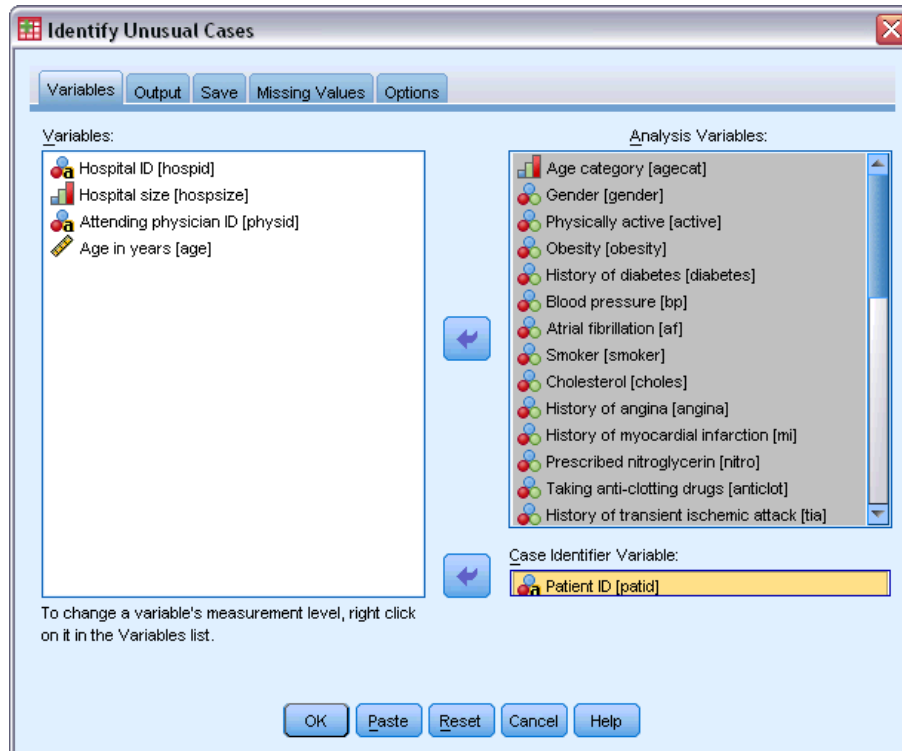 Identify Unusual Cases
Variables Output Save Missing Values Options
Variables:
Hospital ID [hospid]
Hospital size [hospsize]
Attending physician ID [physid]
Age in years [age]
To change a variable's measurement level, right click
on it in the Variables list.
Analysis Variables:
Age category [agecat]
Gender [gender]
Physically active [active]
Obesity [obesity]
History of diabetes [diabetes]
Blood pressure [bp]
Atrial fibrillation [af]
Smoker [smoker]
Cholesterol [choles]
History of angina [angina]
History of myocardial infarction [mi]
Prescribed nitroglycerin [nitro]
Taking anti-clotting drugs [anticlot]
History of transient ischemic attack [tia]
Case Identifier Variable:
Patient ID [patid]
OK Paste Reset Cancel Help